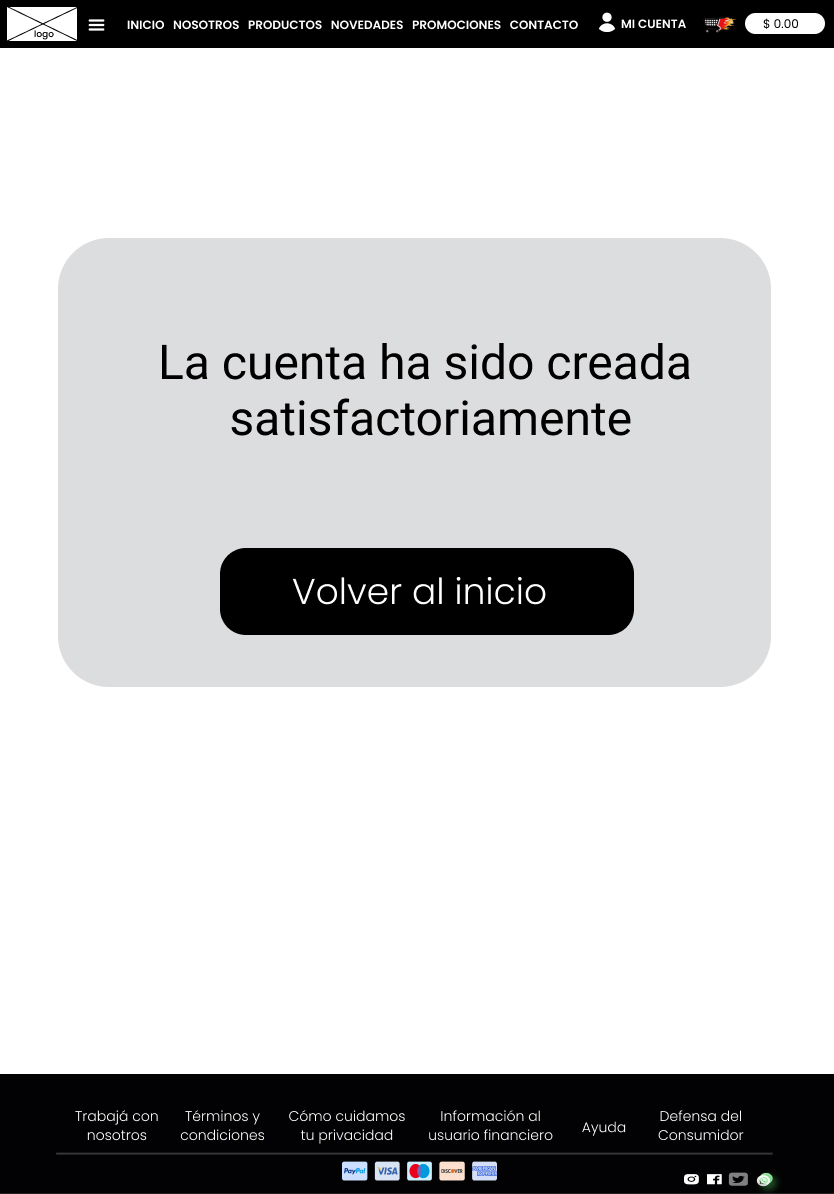 logo
INICIO NOSOTROS PRODUCTOS NOVEDADES PROMOCIONES CONTACTO MI CUENTA $ 0.00
La cuenta ha sido creada
satisfactoriamente
Volver al inicio
Trabajá con Términos y Cómo cuidamos Información al Defensa del
nosotros condiciones tu privacidad usuario financiero Ayuda Consumidor
PayPal VISA DISCOVER AMERICAN
EXPRESS